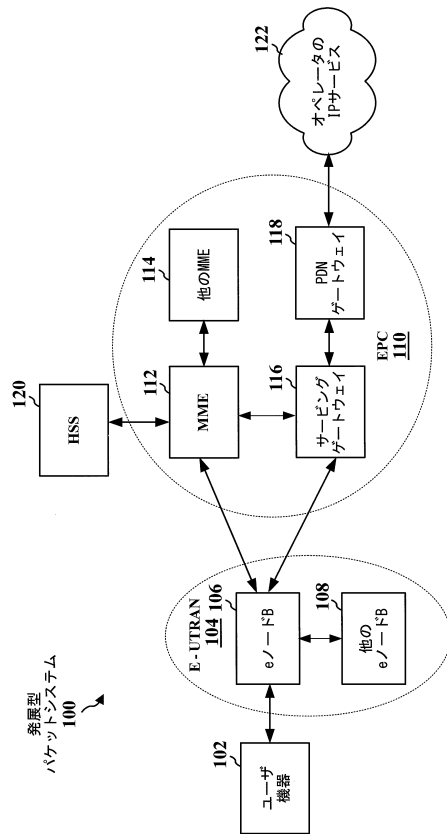 発展型
パケットシステム
100
102
ユーザ
機器
E-UTRAN
104
106
eノードB
108
他の
eノードB
120
HSS
112
MME
114
他のMME
116
サービング
ゲートウェイ
118
PDN
ゲートウェイ
EPC
110
122
オペレータの
IPサービス